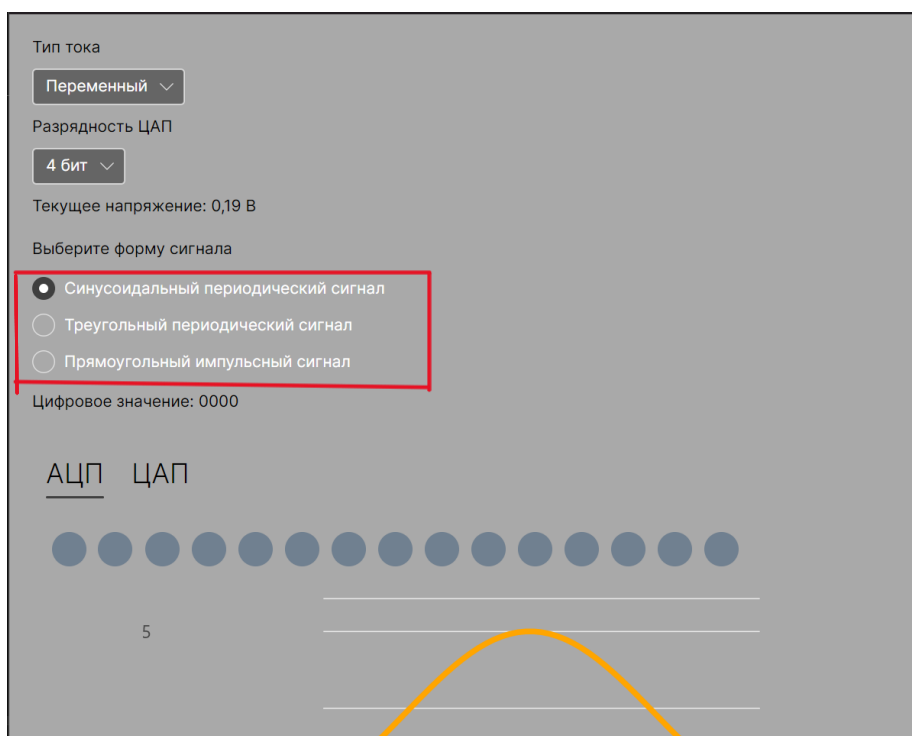 Тип тока
Переменный
Разрядность ЦАП
4 бит
Текущее напряжение: 0,19 В
Выберите форму сигнала
Синусоидальный периодический сигнал
Треугольный периодический сигнал
Прямоугольный импульсный сигнал
Цифровое значение: 0000
АЦП ЦАП
5